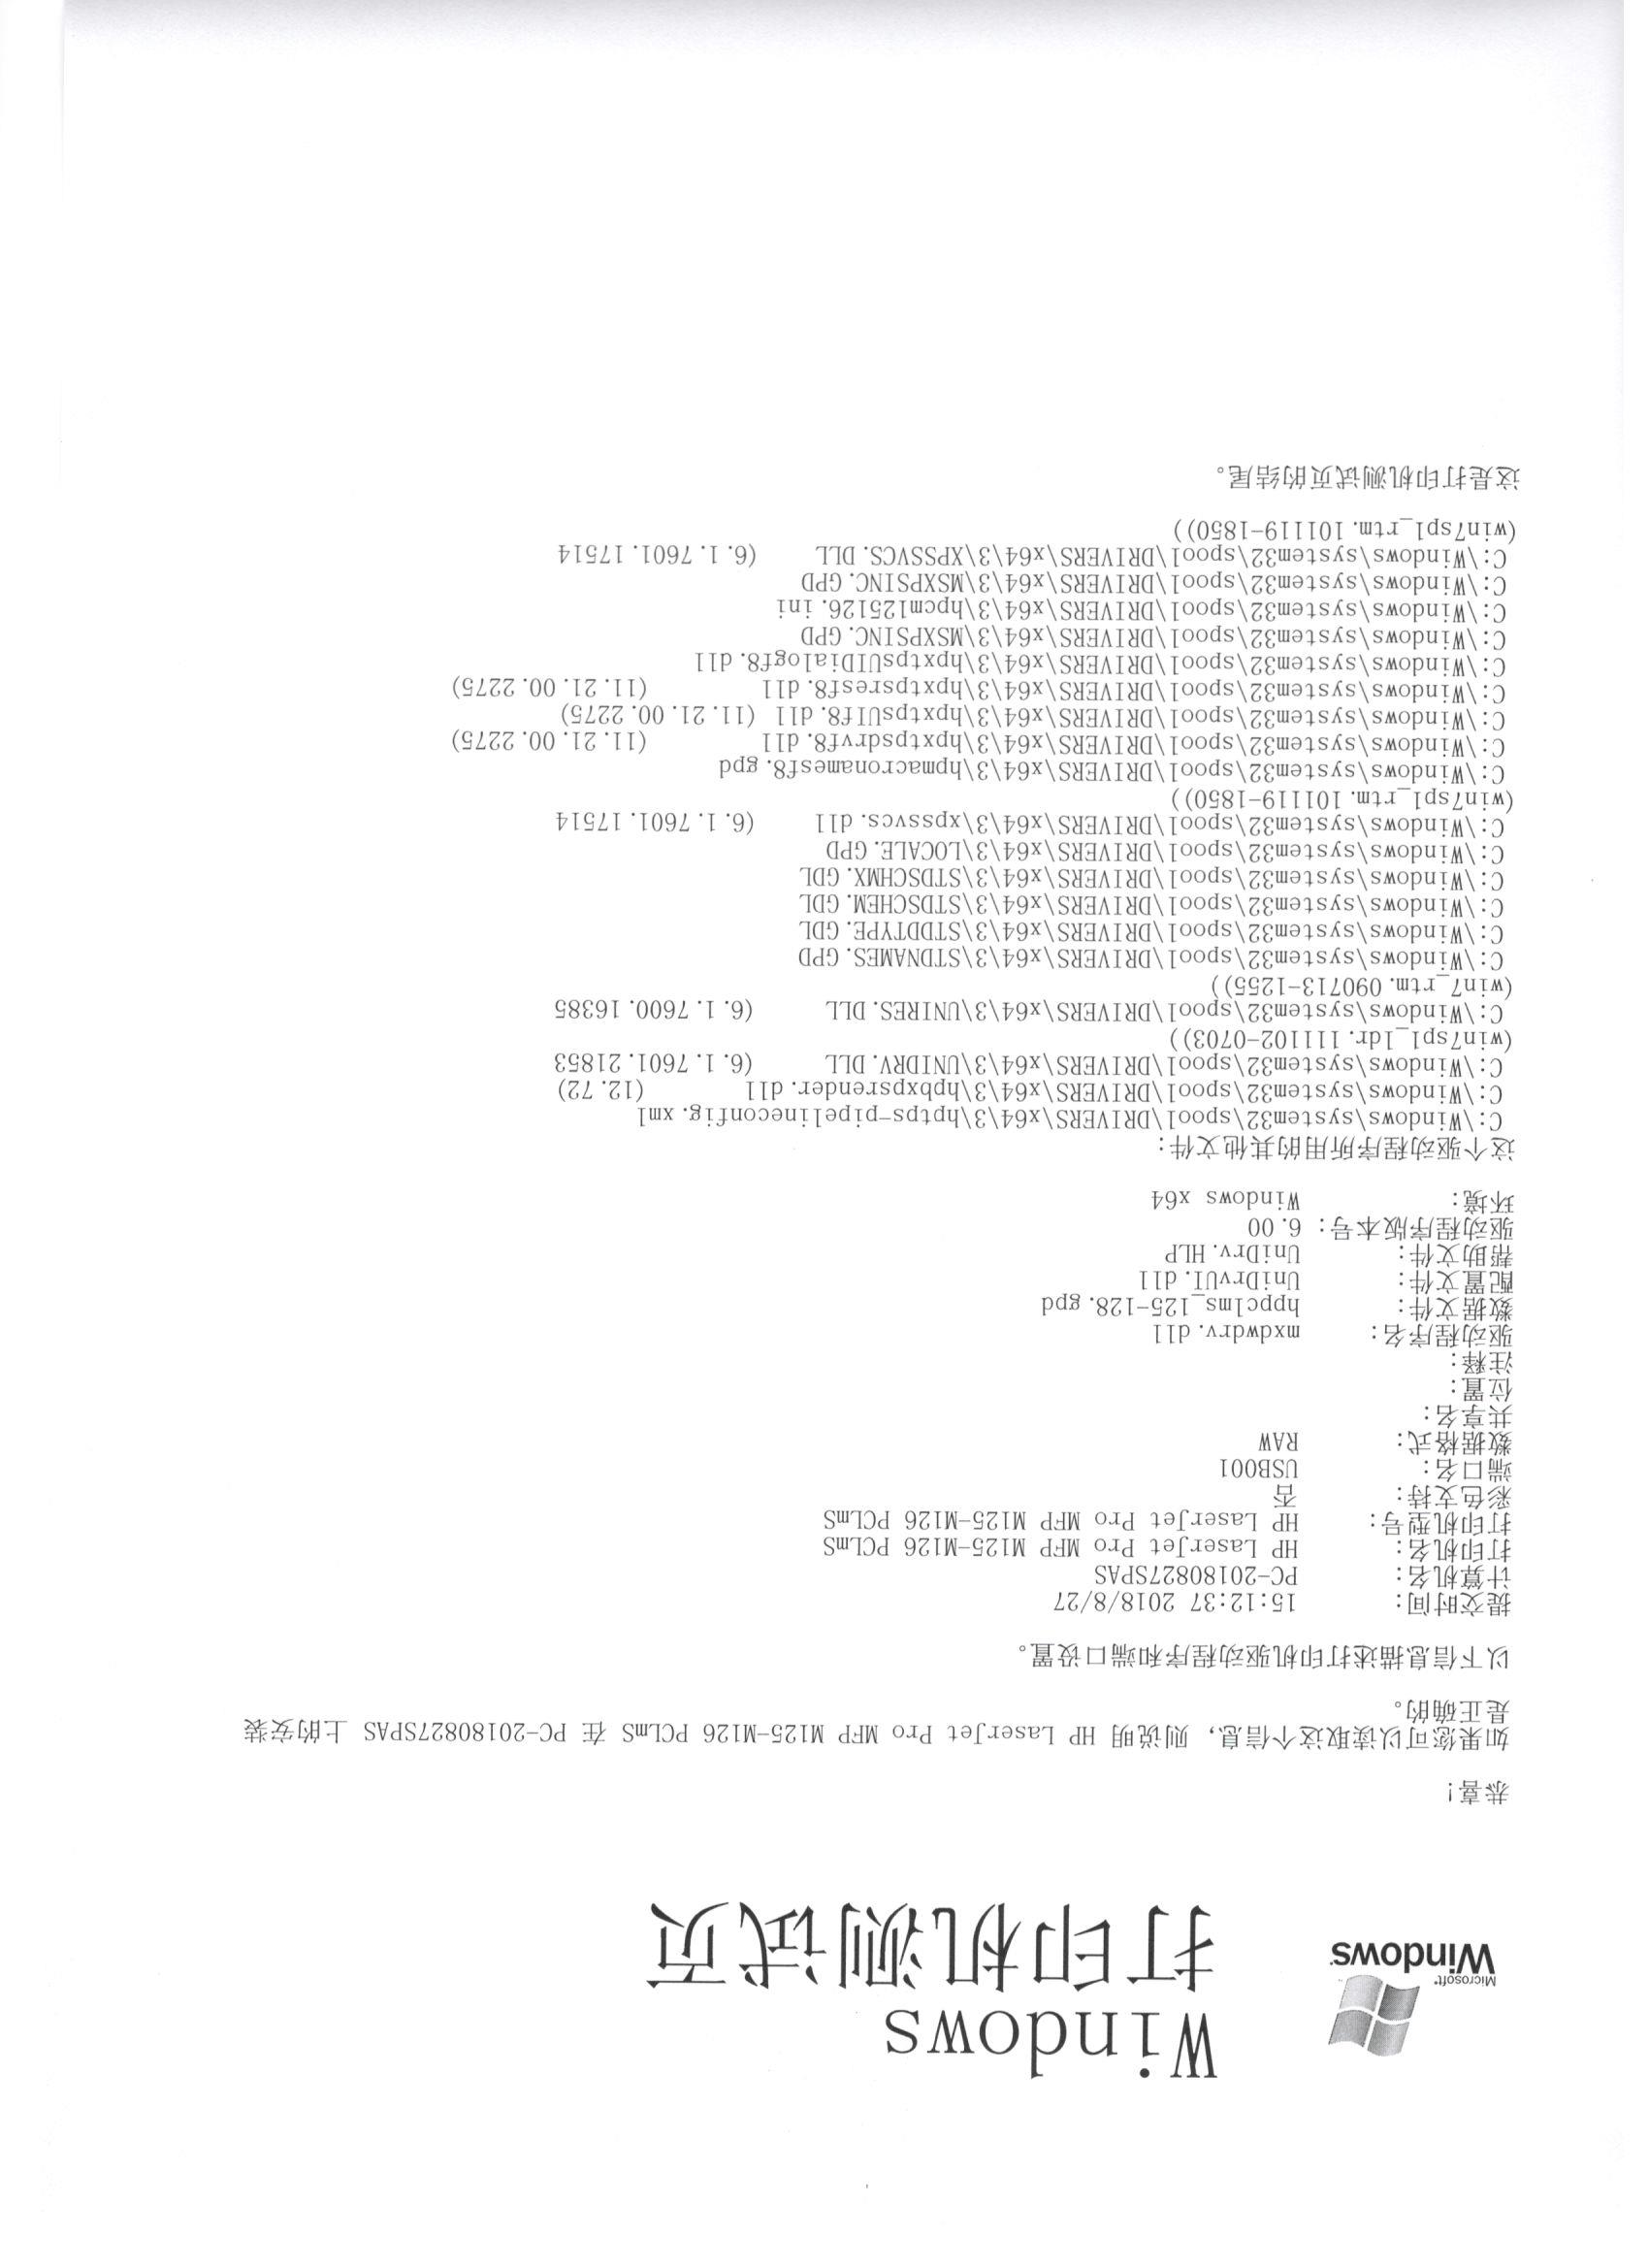 Microsoft®
Windows
Windows
打印机测试页
恭喜!
如果您可以读取这个信息，则说明 HP LaserJet Pro MFP M125-M126 PCLmS 在 PC-20180827SPAS 上的安装
是正确的。
以下信息描述打印机驱动程序和端口设置。
提交时间: 15:12:37 2018/8/27
计算机名: PC-20180827SPAS
打印机名: HP LaserJet Pro MFP M125-M126 PCLmS
打印机型号: HP LaserJet Pro MFP M125-M126 PCLmS
彩色支持: 否
端口名: USB001
数据格式: RAW
共享名:
位置:
注释:
驱动程序名: mxdwdrv.dll
数据文件: hppclms_125-128.gpd
配置文件: UniDrvUI.dll
帮助文件: UniDrv.HLP
驱动程序版本号: 6.00
环境: Windows x64
这个驱动程序所用的其他文件:
C:\Windows\system32\spool\DRIVERS\x64\3\hptps-pipelineconfig.xml
C:\Windows\system32\spool\DRIVERS\x64\3\hpbxpsrender.dll (12.72)
C:\Windows\system32\spool\DRIVERS\x64\3\UNIDRV.DLL (6.1.7601.21853
(win7sp1_ldr.111102-0703))
C:\Windows\system32\spool\DRIVERS\x64\3\UNIRES.DLL (6.1.7600.16385
(win7_rtm.090713-1255))
C:\Windows\system32\spool\DRIVERS\x64\3\STDNAMES.GPD
C:\Windows\system32\spool\DRIVERS\x64\3\STDDTYPE.GDL
C:\Windows\system32\spool\DRIVERS\x64\3\STDSCHEM.GDL
C:\Windows\system32\spool\DRIVERS\x64\3\STDSCHMX.GDL
C:\Windows\system32\spool\DRIVERS\x64\3\LOCALE.GPD
C:\Windows\system32\spool\DRIVERS\x64\3\xpssvcs.dll (6.1.7601.17514
(win7sp1_rtm.101119-1850))
C:\Windows\system32\spool\DRIVERS\x64\3\hpmacronamesf8.gpd
C:\Windows\system32\spool\DRIVERS\x64\3\hpxtpsdrvf8.dll (11.21.00.2275)
C:\Windows\system32\spool\DRIVERS\x64\3\hpxtpsUIf8.dll (11.21.00.2275)
C:\Windows\system32\spool\DRIVERS\x64\3\hpxtpsresf8.dll (11.21.00.2275)
C:\Windows\system32\spool\DRIVERS\x64\3\hpxtpsUIDialogf8.dll
C:\Windows\system32\spool\DRIVERS\x64\3\MSXPSINC.GPD
C:\Windows\system32\spool\DRIVERS\x64\3\hpcm125126.ini
C:\Windows\system32\spool\DRIVERS\x64\3\MSXPSINC.GPD
C:\Windows\system32\spool\DRIVERS\x64\3\XPSSVCS.DLL (6.1.7601.17514
(win7sp1_rtm.101119-1850))
这是打印机测试页的结尾。